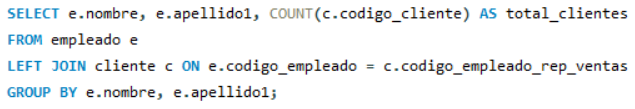 SELECT e.nombre, e.apellido1, COUNT(c.codigo_cliente) AS total_clientes
FROM empleado e
LEFT JOIN cliente c ON e.codigo_empleado = c.codigo_empleado_rep_ventas
GROUP BY e.nombre, e.apellido1;